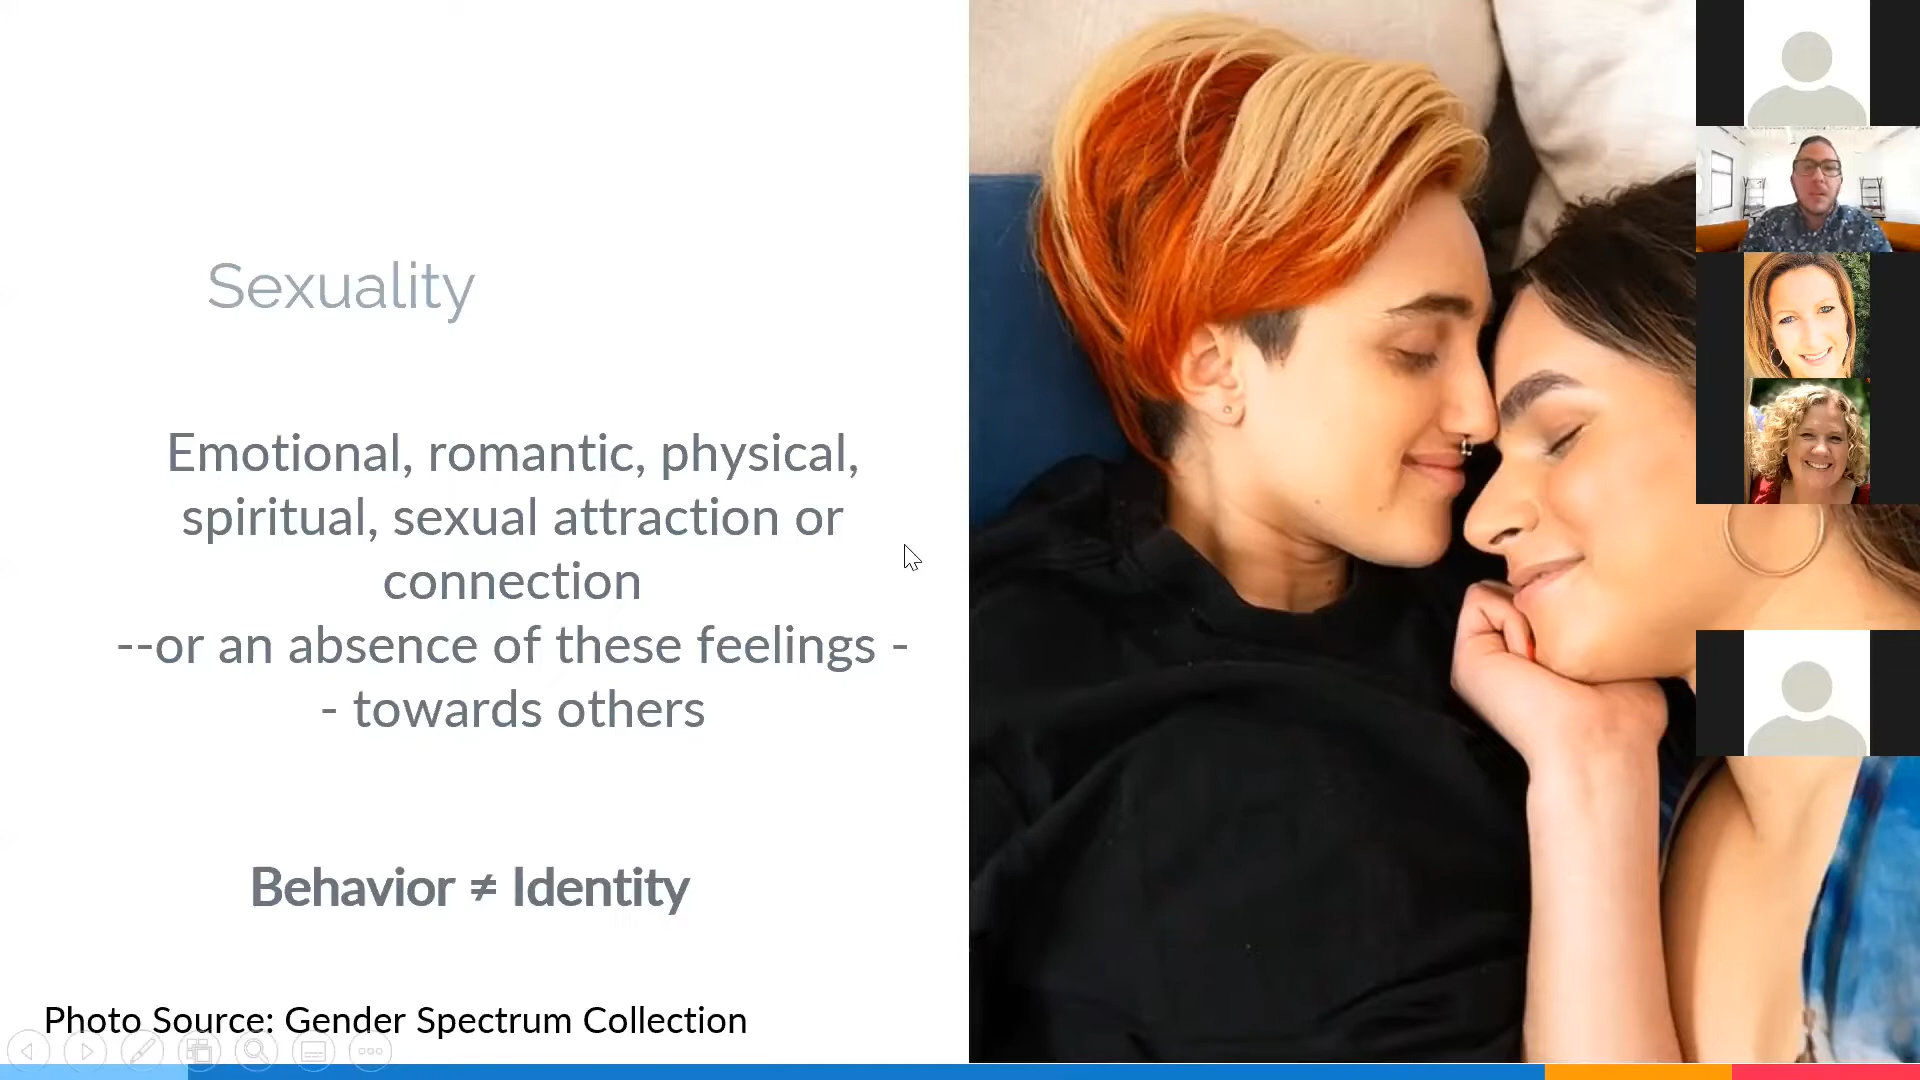 Sexuality
Emotional, romantic, physical,
spiritual, sexual attraction or
connection
--or an absence of these feelings -
- towards others
Behavior ≠ Identity
Photo Source: Gender Spectrum Collection